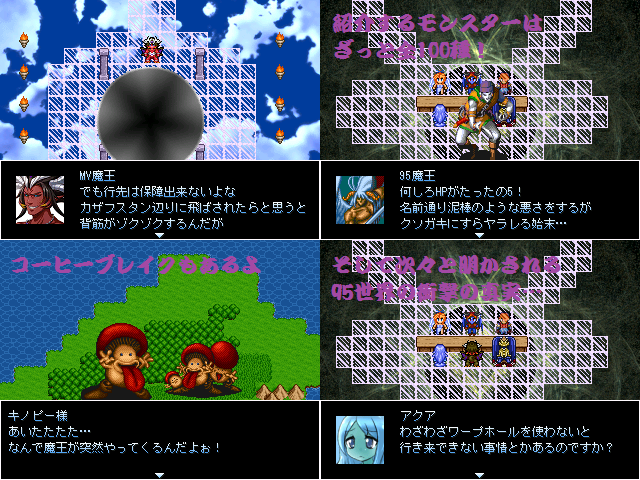 MV魔王
でも行先は保障出来ないよな
カザフスタン辺りに飛ばされたらと思うと
背筋がゾクゾクするんだが
紹介するモンスターは
ざっと全100種！
95魔王
何しろHPがたったの5！
名前通り泥棒のような悪さをするが
クソガキにすらヤラレる始末…
コーヒーブレイクもあるよ
キノピー様
あいたたたた…
なんで魔王が突然やってくるんだよぉ！
そして次々と明かされる
95世界の衝撃の真実…
アクア
わざわざワープホールを使わないと
行き来できない事情とかあるのですか？